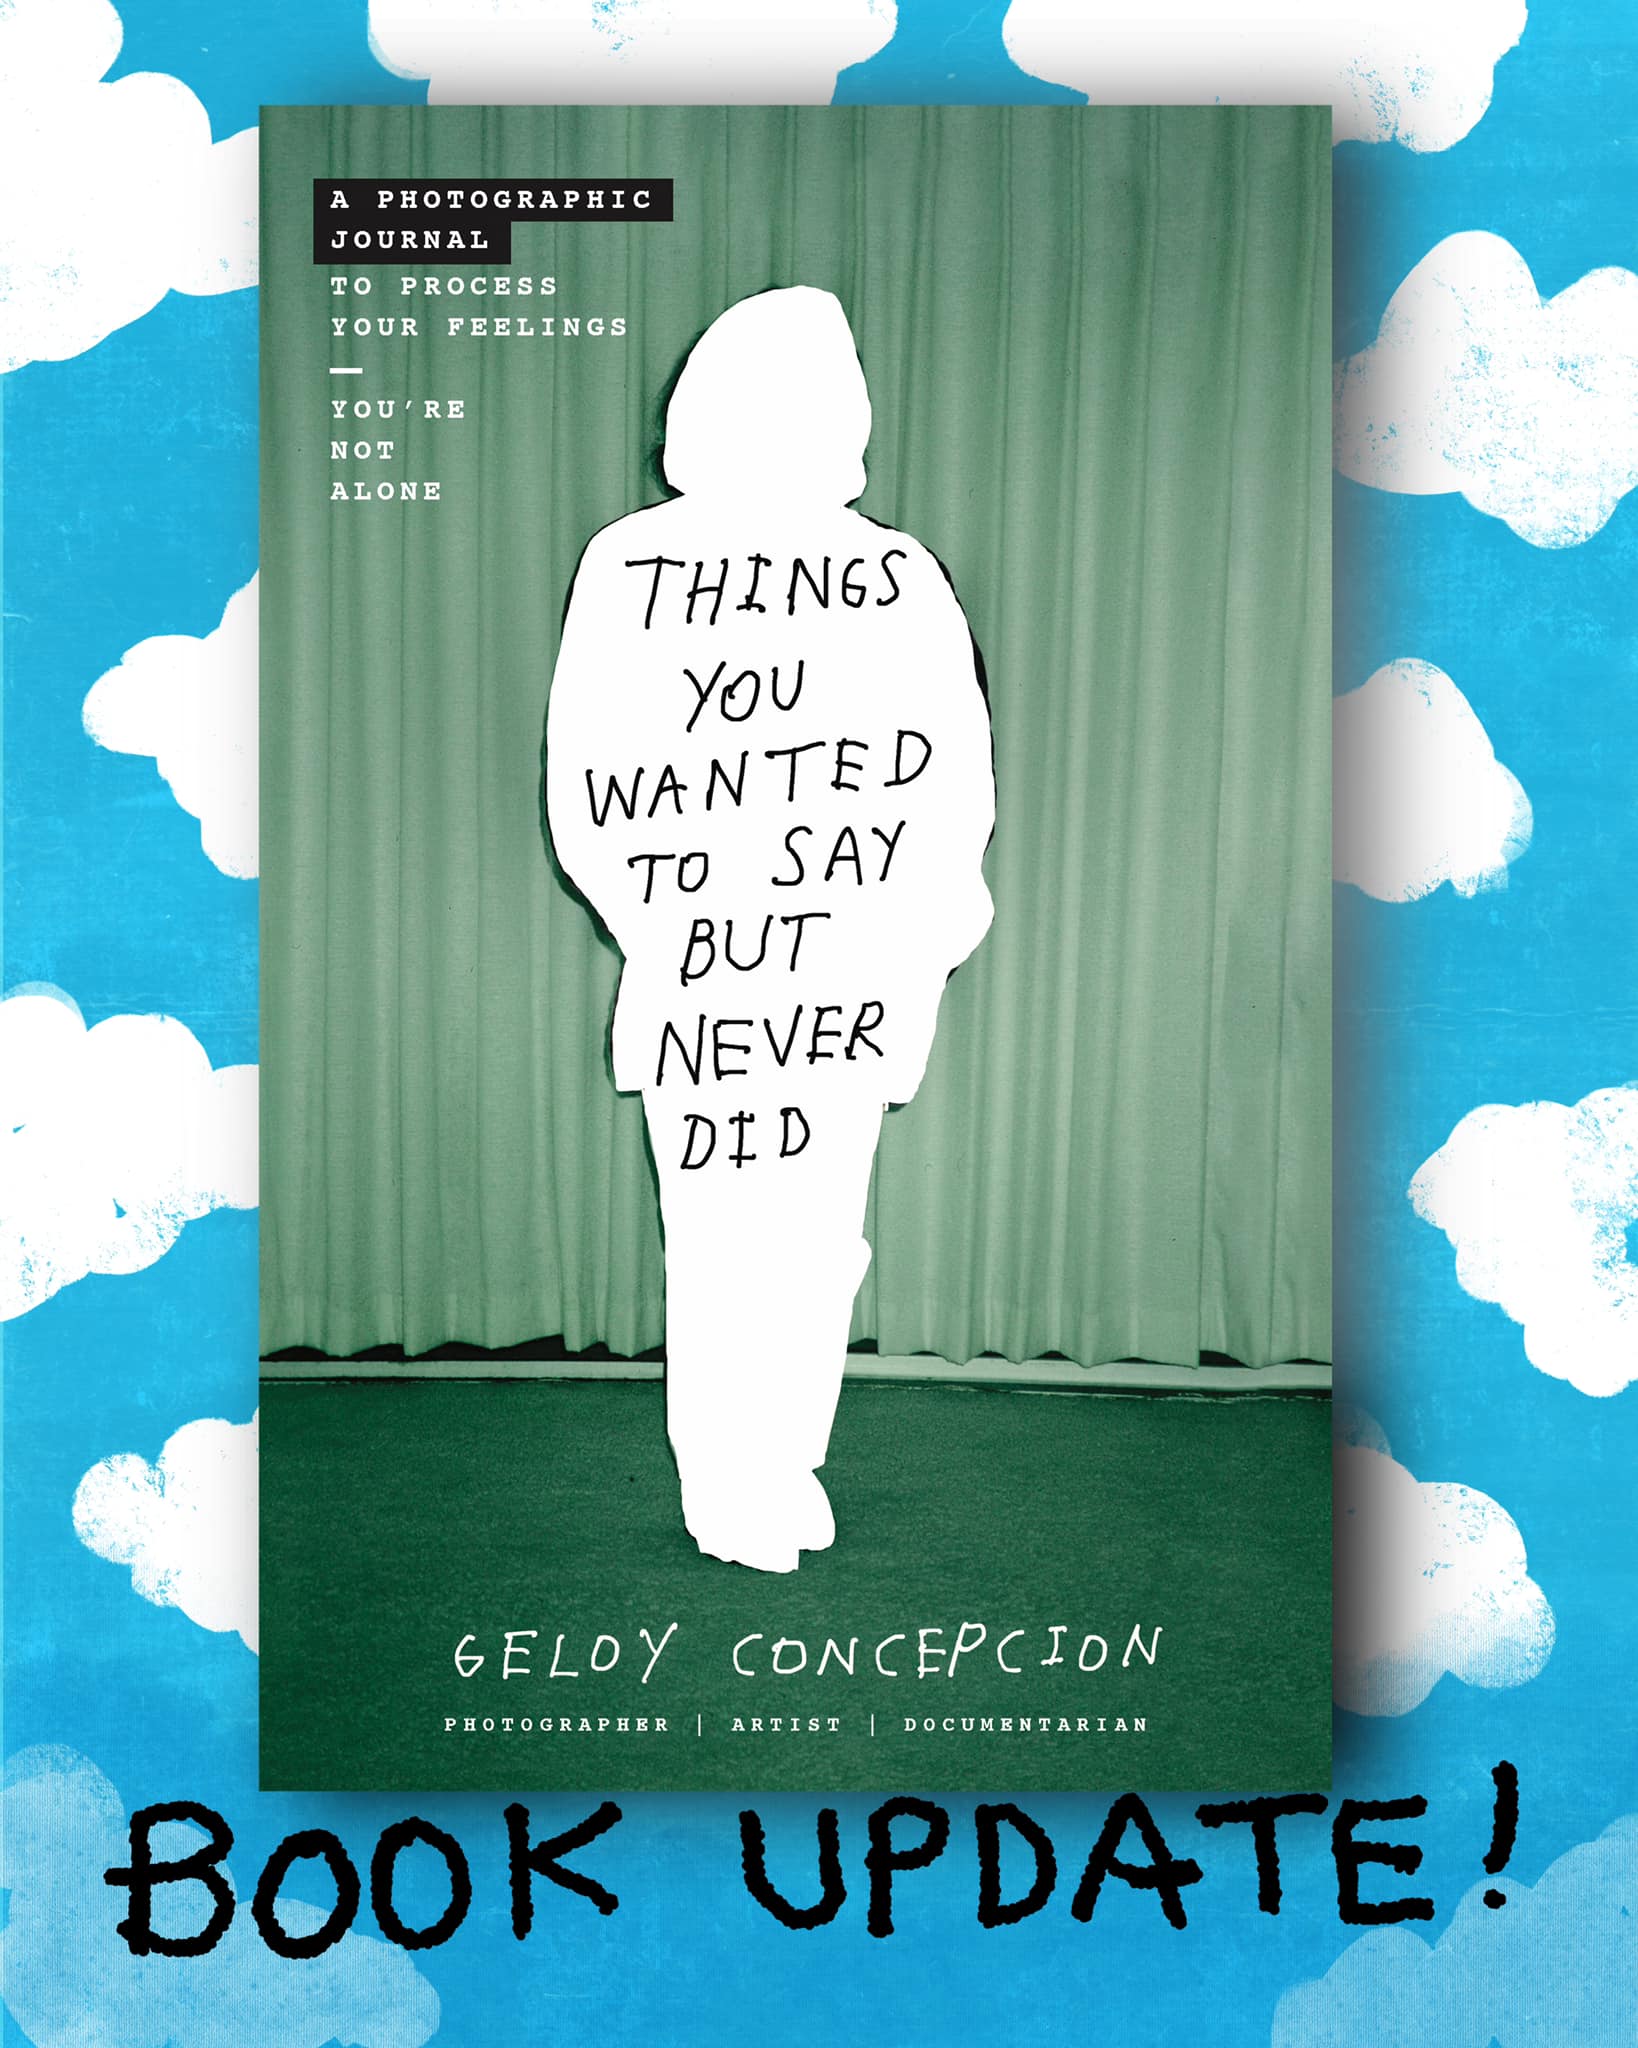 A PHOTOGRAPHIC
JOURNAL
TO PROCESS
YOUR FEELINGS
—
YOU'RE
NOT
ALONE
THINGS
YOU
WANTED
TO SAY
BUT
NEVER
DID
GELOY CONCEPCION
PHOTOGRAPHER | ARTIST | DOCUMENTARIAN
BOOK UPDATE!